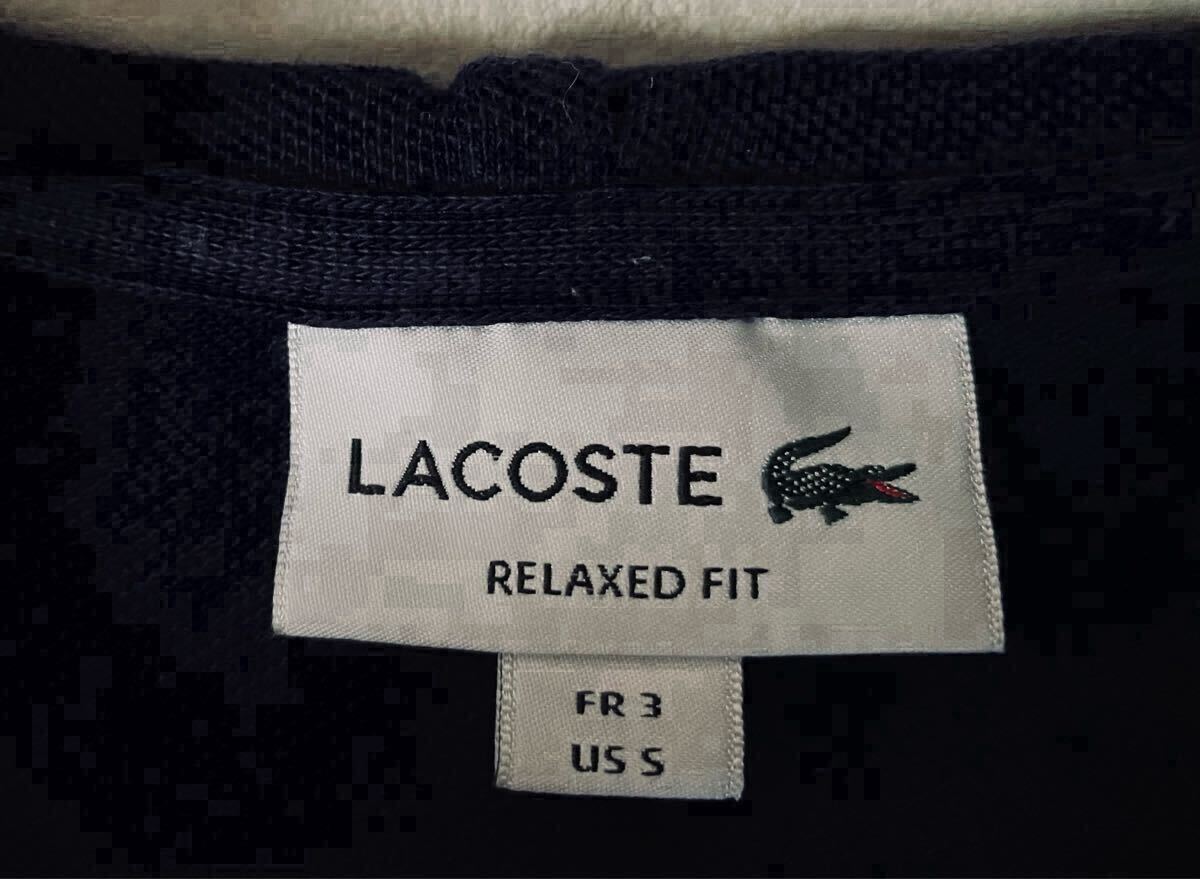 LACOSTE
RELAXED FIT
FR 3
US S